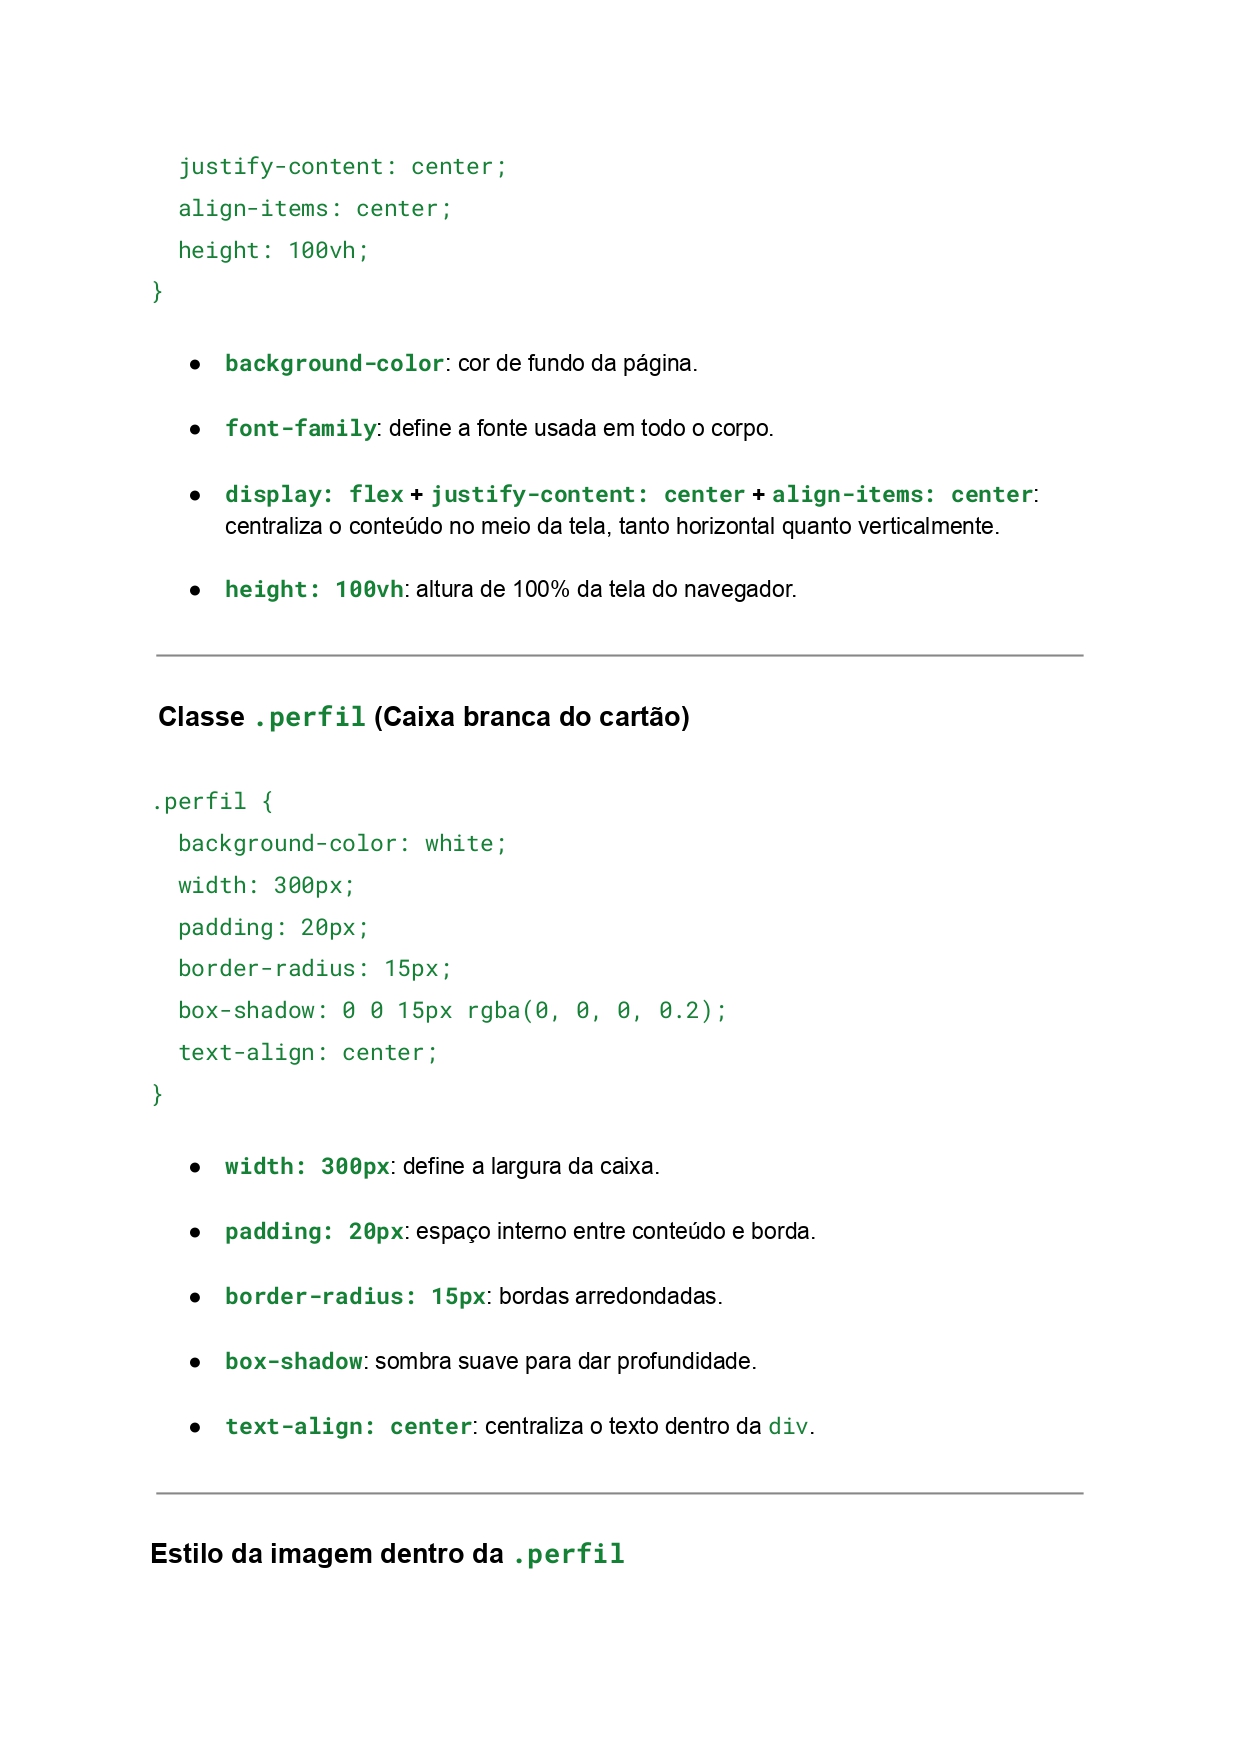 justify-content: center;
align-items: center;
height: 100vh;
}
● background-color: cor de fundo da página.
● font-family: define a fonte usada em todo o corpo.
● display: flex + justify-content: center + align-items: center:
centraliza o conteúdo no meio da tela, tanto horizontal quanto verticalmente.
● height: 100vh: altura de 100% da tela do navegador.
Classe .perfil (Caixa branca do cartão)
.perfil {
background-color: white;
width: 300px;
padding: 20px;
border-radius: 15px;
box-shadow: 0 0 15px rgba(0, 0, 0, 0.2);
text-align: center;
}
● width: 300px: define a largura da caixa.
● padding: 20px: espaço interno entre conteúdo e borda.
● border-radius: 15px: bordas arredondadas.
● box-shadow: sombra suave para dar profundidade.
● text-align: center: centraliza o texto dentro da div.
Estilo da imagem dentro da .perfil